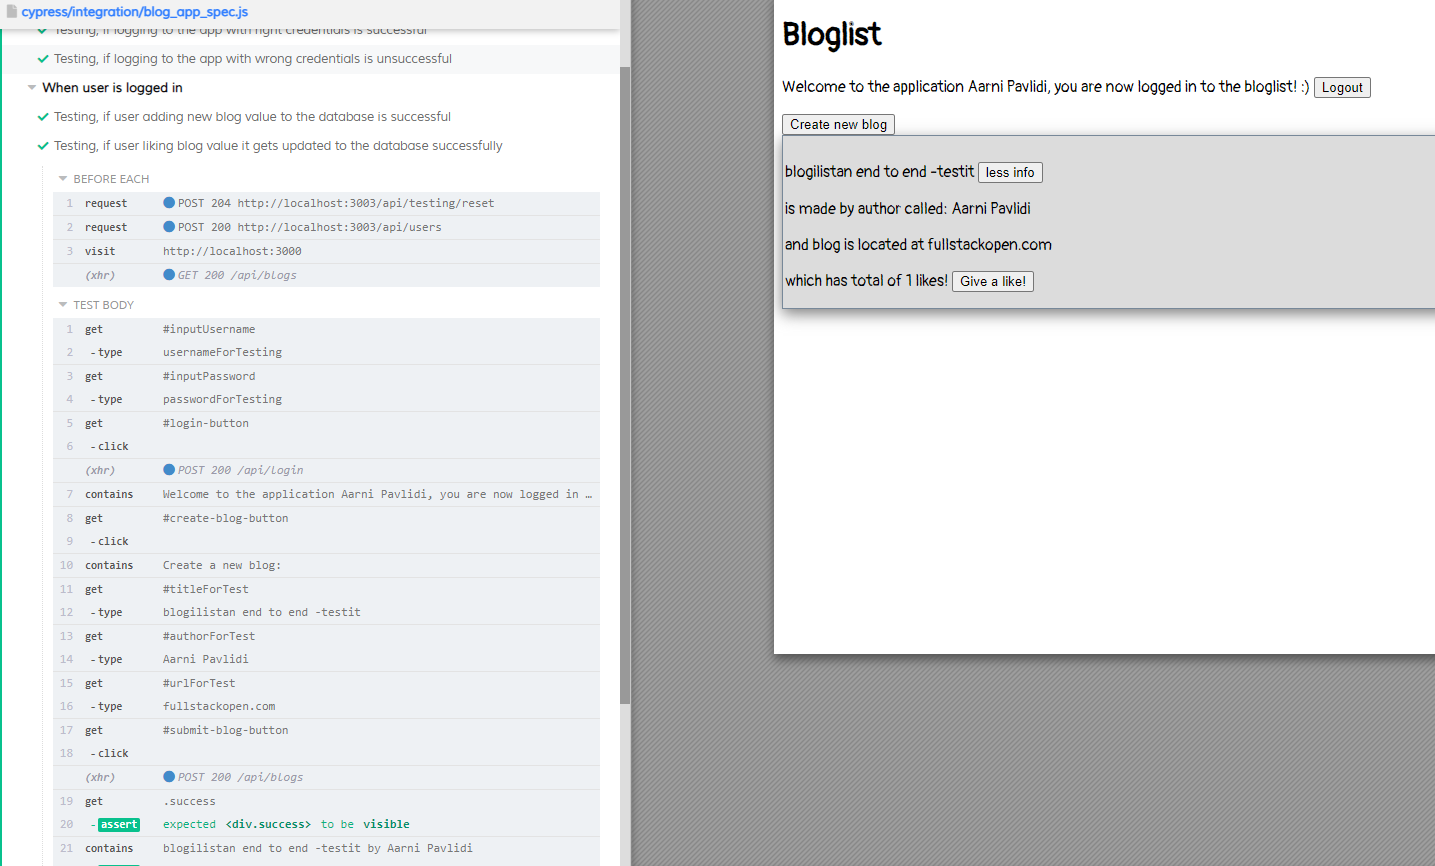 cypress/integration/blog_app_spec.js
Testing, if logging to the app with right credentials is successful
Testing, if logging to the app with wrong credentials is unsuccessful
When user is logged in
Testing, if user adding new blog value to the database is successful
Testing, if user liking blog value it gets updated to the database successfully
BEFORE EACH
1 request POST 204 http://localhost:3003/api/testing/reset
2 request POST 200 http://localhost:3003/api/users
3 visit http://localhost:3000
(xhr) GET 200 /api/blogs
TEST BODY
1 get #inputUsername
2 -type usernameForTesting
3 get #inputPassword
4 -type passwordForTesting
5 get #login-button
6 -click
(xhr) POST 200 /api/login
7 contains Welcome to the application Aarni Pavlidi, you are now logged in …
8 get #create-blog-button
9 -click
10 contains Create a new blog:
11 get #titleForTest
12 -type blogilistan end to end -testit
13 get #authorForTest
14 -type Aarni Pavlidi
15 get #urlForTest
16 -type fullstackopen.com
17 get #submit-blog-button
18 -click
(xhr) POST 200 /api/blogs
19 get .success
20 -assert expected <div.success> to be visible
21 contains blogilistan end to end -testit by Aarni Pavlidi
Bloglist
Welcome to the application Aarni Pavlidi, you are now logged in to the bloglist! :) Logout
Create new blog
blogilistan end to end -testit less info
is made by author called: Aarni Pavlidi
and blog is located at fullstackopen.com
which has total of 1 likes! Give a like!